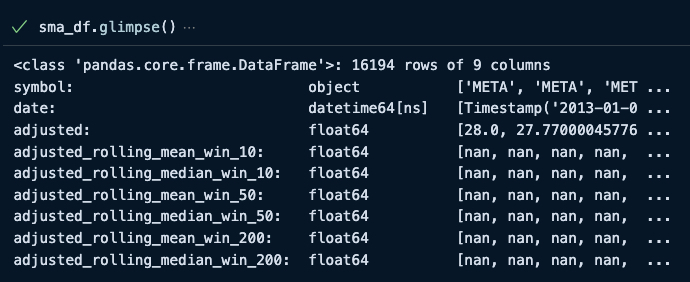 sma_df.glimpse() ...
<class 'pandas.core.frame.DataFrame'>: 16194 rows of 9 columns
symbol: object ['META', 'META', 'MET ...
date: datetime64[ns] [Timestamp('2013-01-0 ...
adjusted: float64 [28.0, 27.77000045776 ...
adjusted_rolling_mean_win_10: float64 [nan, nan, nan, nan, ...
adjusted_rolling_median_win_10: float64 [nan, nan, nan, nan, ...
adjusted_rolling_mean_win_50: float64 [nan, nan, nan, nan, ...
adjusted_rolling_median_win_50: float64 [nan, nan, nan, nan, ...
adjusted_rolling_mean_win_200: float64 [nan, nan, nan, nan, ...
adjusted_rolling_median_win_200: float64 [nan, nan, nan, nan, ...